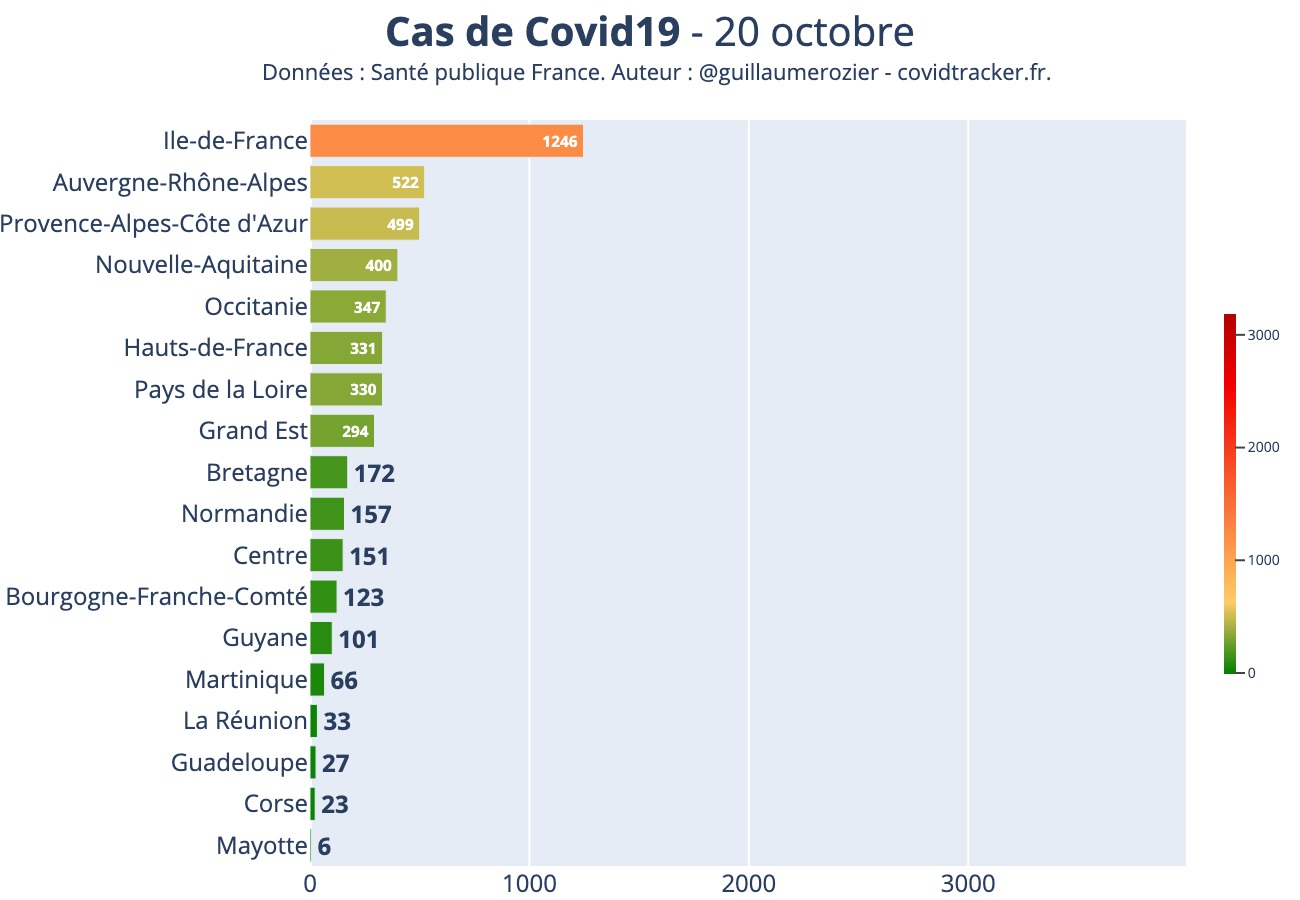 Cas de Covid19 - 20 octobre
Données : Santé publique France. Auteur : @guillaumerozier - covidtracker.fr.
Ile-de-France 1246
Auvergne-Rhône-Alpes 522
Provence-Alpes-Côte d'Azur 499
Nouvelle-Aquitaine 400
Occitanie 347
Hauts-de-France 331
Pays de la Loire 330
Grand Est 294
Bretagne 172
Normandie 157
Centre 151
Bourgogne-Franche-Comté 123
Guyane 101
Martinique 66
La Réunion 33
Guadeloupe 27
Corse 23
Mayotte 6
0 1000 2000 3000
3000
2000
1000
0